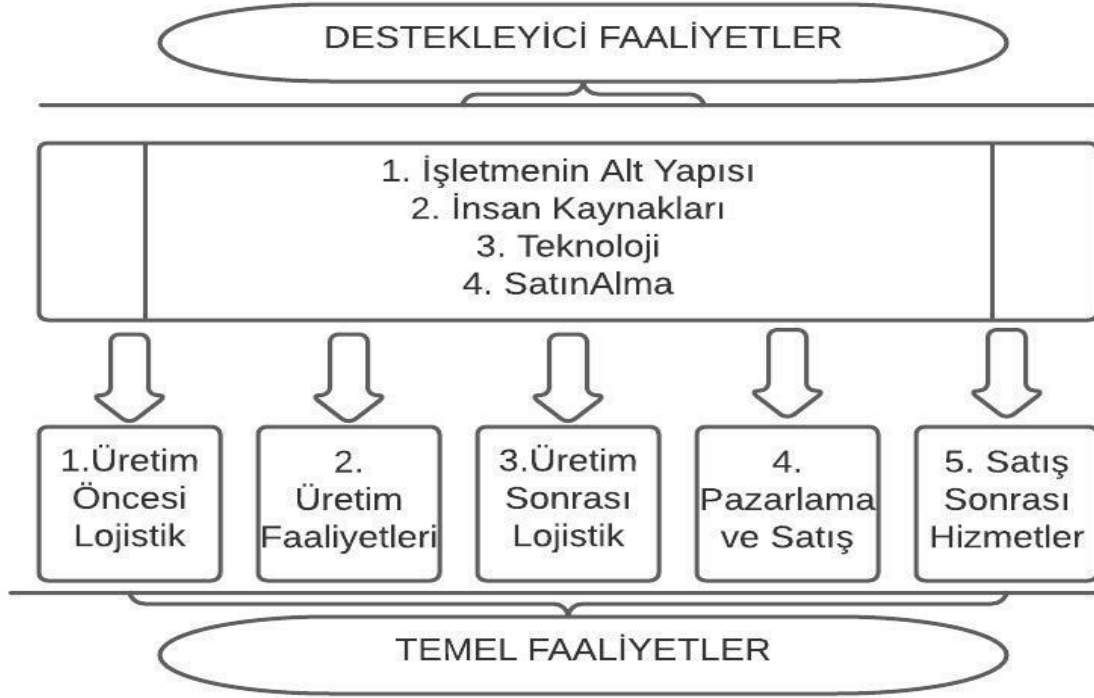 DESTEKLEYİCİ FAALİYETLER
1. İşletmenin Alt Yapısı
2. İnsan Kaynakları
3. Teknoloji
4. SatınAlma
1.Üretim
Öncesi
Lojistik
2.
Üretim
Faaliyetleri
3.Üretim
Sonrası
Lojistik
4.
Pazarlama
ve Satış
5. Satış
Sonrası
Hizmetler
TEMEL FAALİYETLER